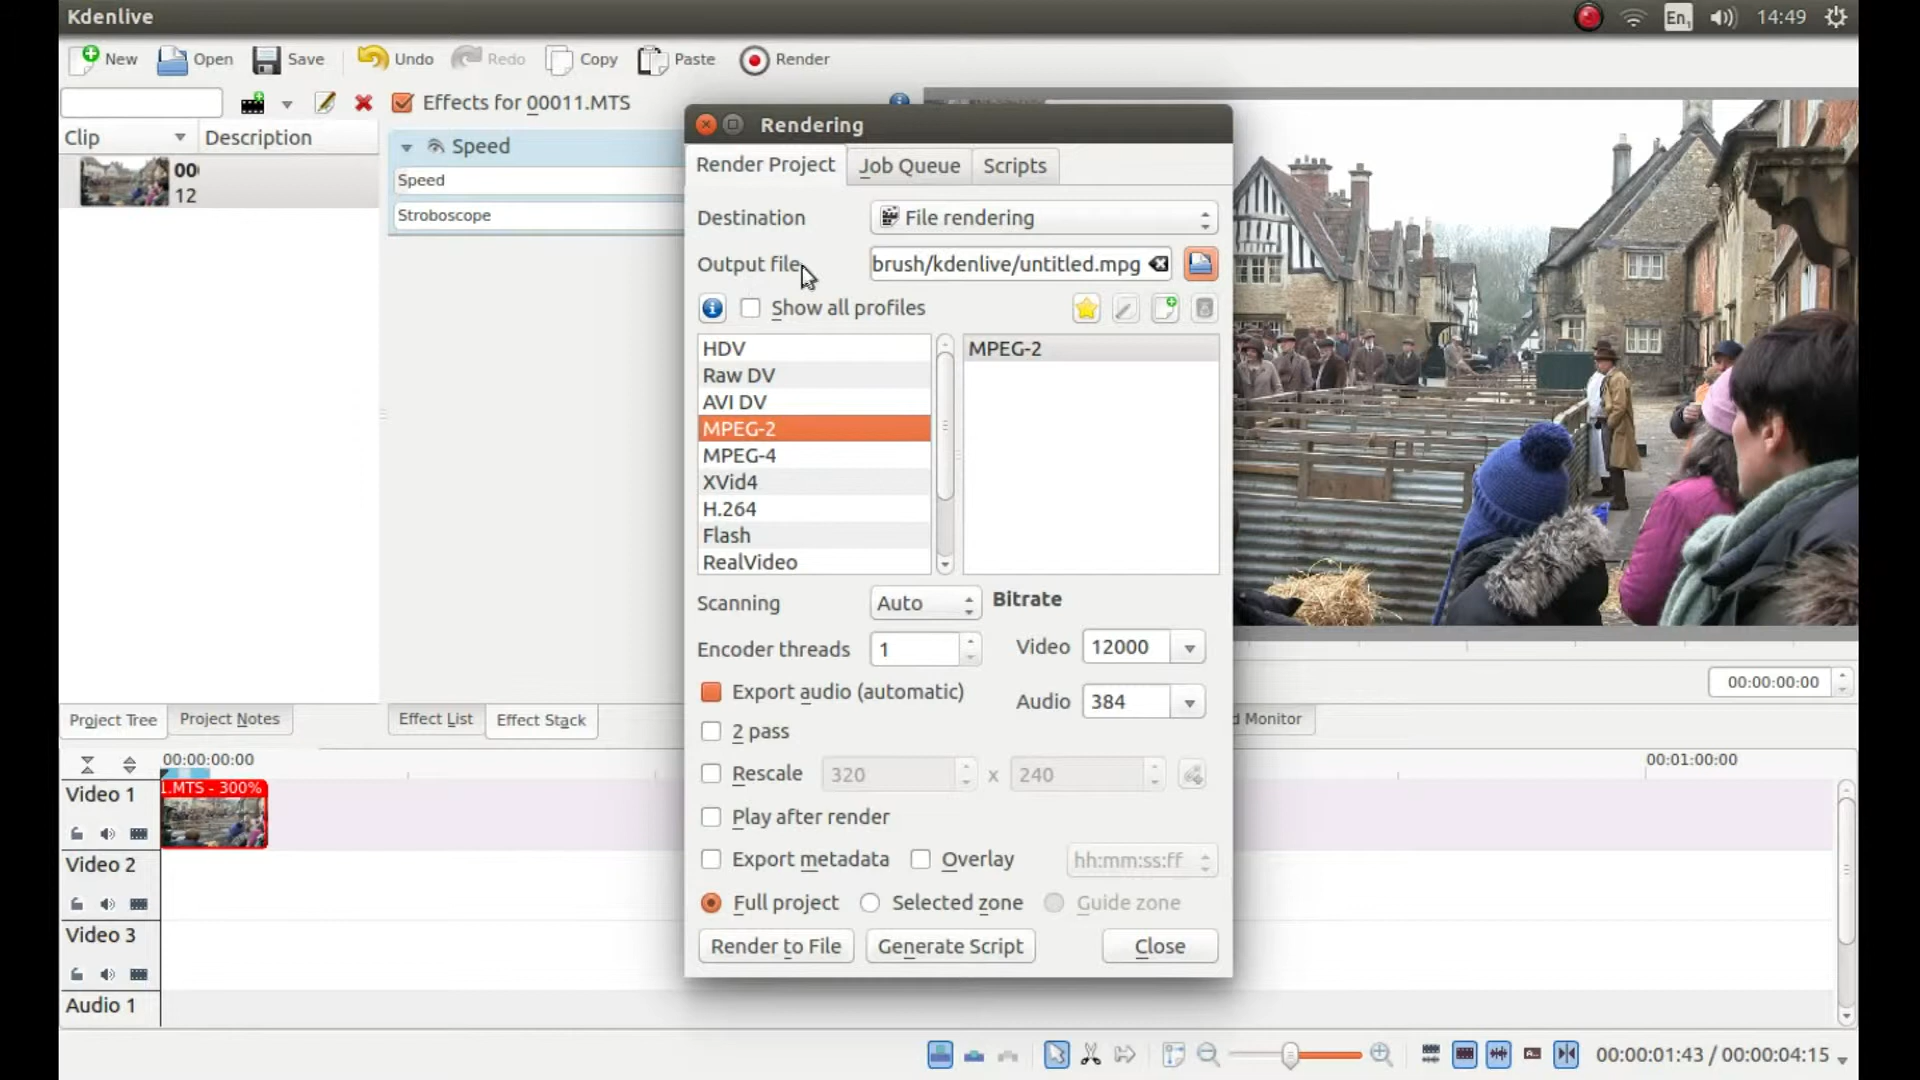 Kdenlive
En1 14:49
New Open Save Undo Redo Copy Paste Render
Effects for 00011.MTS
Clip Description
00
12
Speed
Speed
Stroboscope
Rendering
Render Project Job Queue Scripts
Destination File rendering
Output file brush/kdenlive/untitled.mpg
Show all profiles
HDV
Raw DV
AVI DV
MPEG-2
MPEG-4
XVid4
H.264
Flash
RealVideo
MPEG-2
Scanning Auto Bitrate
Encoder threads 1 Video 12000
Export audio (automatic) Audio 384
2 pass
Rescale 320 x 240
Play after render
Export metadata Overlay hh:mm:ss:ff
Full project Selected zone Guide zone
Render to File Generate Script Close
00:00:00:00
Project Tree Project Notes Effect List Effect Stack d Monitor
00:00:00:00 00:01:00:00
Video 1 1.MTS - 300%
Video 2
Video 3
Audio 1
00:00:01:43 / 00:00:04:15